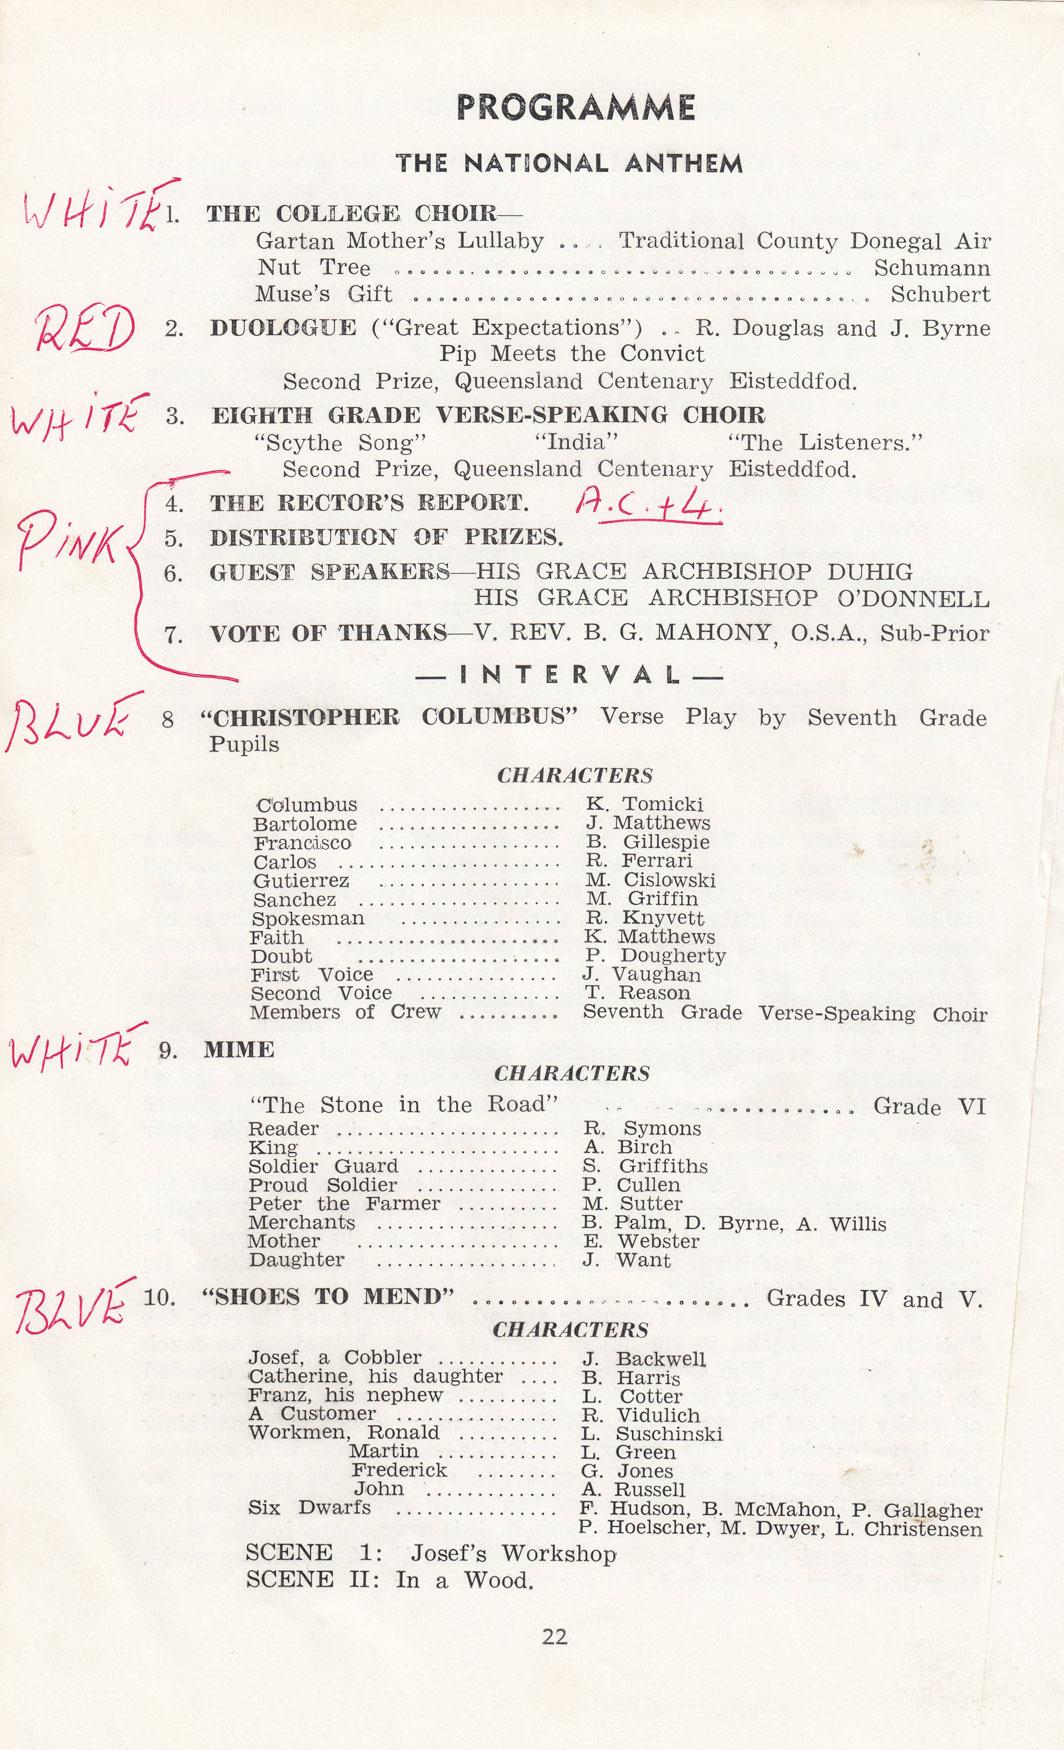 PROGRAMME
THE NATIONAL ANTHEM
WHITE 1. THE COLLEGE CHOIR—
Gartan Mother's Lullaby .... Traditional County Donegal Air
Nut Tree ........................................ Schumann
Muse's Gift ........................................ Schubert
RED 2. DUOLOGUE ("Great Expectations") .. R. Douglas and J. Byrne
Pip Meets the Convict
Second Prize, Queensland Centenary Eisteddfod.
WHITE 3. EIGHTH GRADE VERSE-SPEAKING CHOIR
"Scythe Song" "India" "The Listeners."
Second Prize, Queensland Centenary Eisteddfod.
4. THE RECTOR'S REPORT. A.C. + 4.
PINK 5. DISTRIBUTION OF PRIZES.
6. GUEST SPEAKERS—HIS GRACE ARCHBISHOP DUHIG
HIS GRACE ARCHBISHOP O'DONNELL
7. VOTE OF THANKS—V. REV. B. G. MAHONY, O.S.A., Sub-Prior
—INTERVAL—
BLUE 8 "CHRISTOPHER COLUMBUS" Verse Play by Seventh Grade
Pupils
CHARACTERS
Columbus .................. K. Tomicki
Bartolome .................. J. Matthews
Francisco .................. B. Gillespie
Carlos ...................... R. Ferrari
Gutierrez .................. M. Cislowski
Sanchez .................... M. Griffin
Spokesman ................ R. Knyvett
Faith ...................... K. Matthews
Doubt .................... P. Dougherty
First Voice ................ J. Vaughan
Second Voice .............. T. Reason
Members of Crew .......... Seventh Grade Verse-Speaking Choir
WHITE 9. MIME
CHARACTERS
"The Stone in the Road" .. .. ............... Grade VI
Reader ...................... R. Symons
King ........................ A. Birch
Soldier Guard .............. S. Griffiths
Proud Soldier .............. P. Cullen
Peter the Farmer .......... M. Sutter
Merchants .................. B. Palm, D. Byrne, A. Willis
Mother .................... E. Webster
Daughter .................. J. Want
BLUE 10. "SHOES TO MEND" ........................... Grades IV and V.
CHARACTERS
Josef, a Cobbler ............ J. Backwell
Catherine, his daughter .... B. Harris
Franz, his nephew .......... L. Cotter
A Customer ................ R. Vidulich
Workmen, Ronald .......... L. Suschinski
Martin ............ L. Green
Frederick ........ G. Jones
John ............. A. Russell
Six Dwarfs ................ F. Hudson, B. McMahon, P. Gallagher
P. Hoelscher, M. Dwyer, L. Christensen
SCENE 1: Josef's Workshop
SCENE II: In a Wood.
22